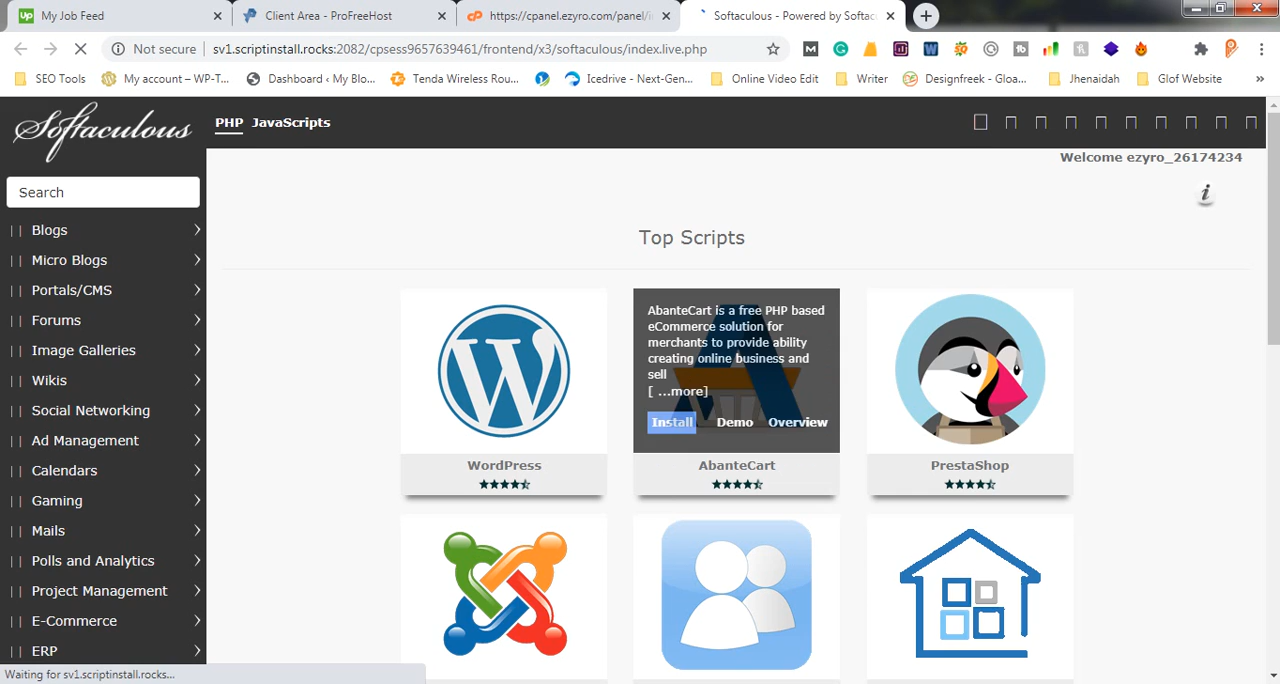 My Job Feed
Client Area - ProFreeHost
https://cpanel.ezyro.com/panel/i
Softaculous - Powered by Softac
Not secure
sv1.scriptinstall.rocks:2082/cpsess9657639461/frontend/x3/softaculous/index.live.php
SEO Tools
My account – WP-T...
Dashboard ‹ My Blo...
Tenda Wireless Rou...
Icedrive - Next-Gen...
Online Video Edit
Writer
Designfreek - Gloa...
Jhenadah
Glof Website
»
Softaculous
PHP
JavaScripts
Welcome ezyro_26174234
Search
Blogs
Micro Blogs
Portals/CMS
Forums
Image Galleries
Wikis
Social Networking
Ad Management
Calendars
Gaming
Mails
Polls and Analytics
Project Management
E-Commerce
ERP
Top Scripts
WordPress
AbanteCart is a free PHP based
eCommerce solution for
merchants to provide ability
creating online business and
sell
[ ...more]
Install Demo Overview
AbanteCart
PrestaShop
Waiting for sv1.scriptinstall.rocks...